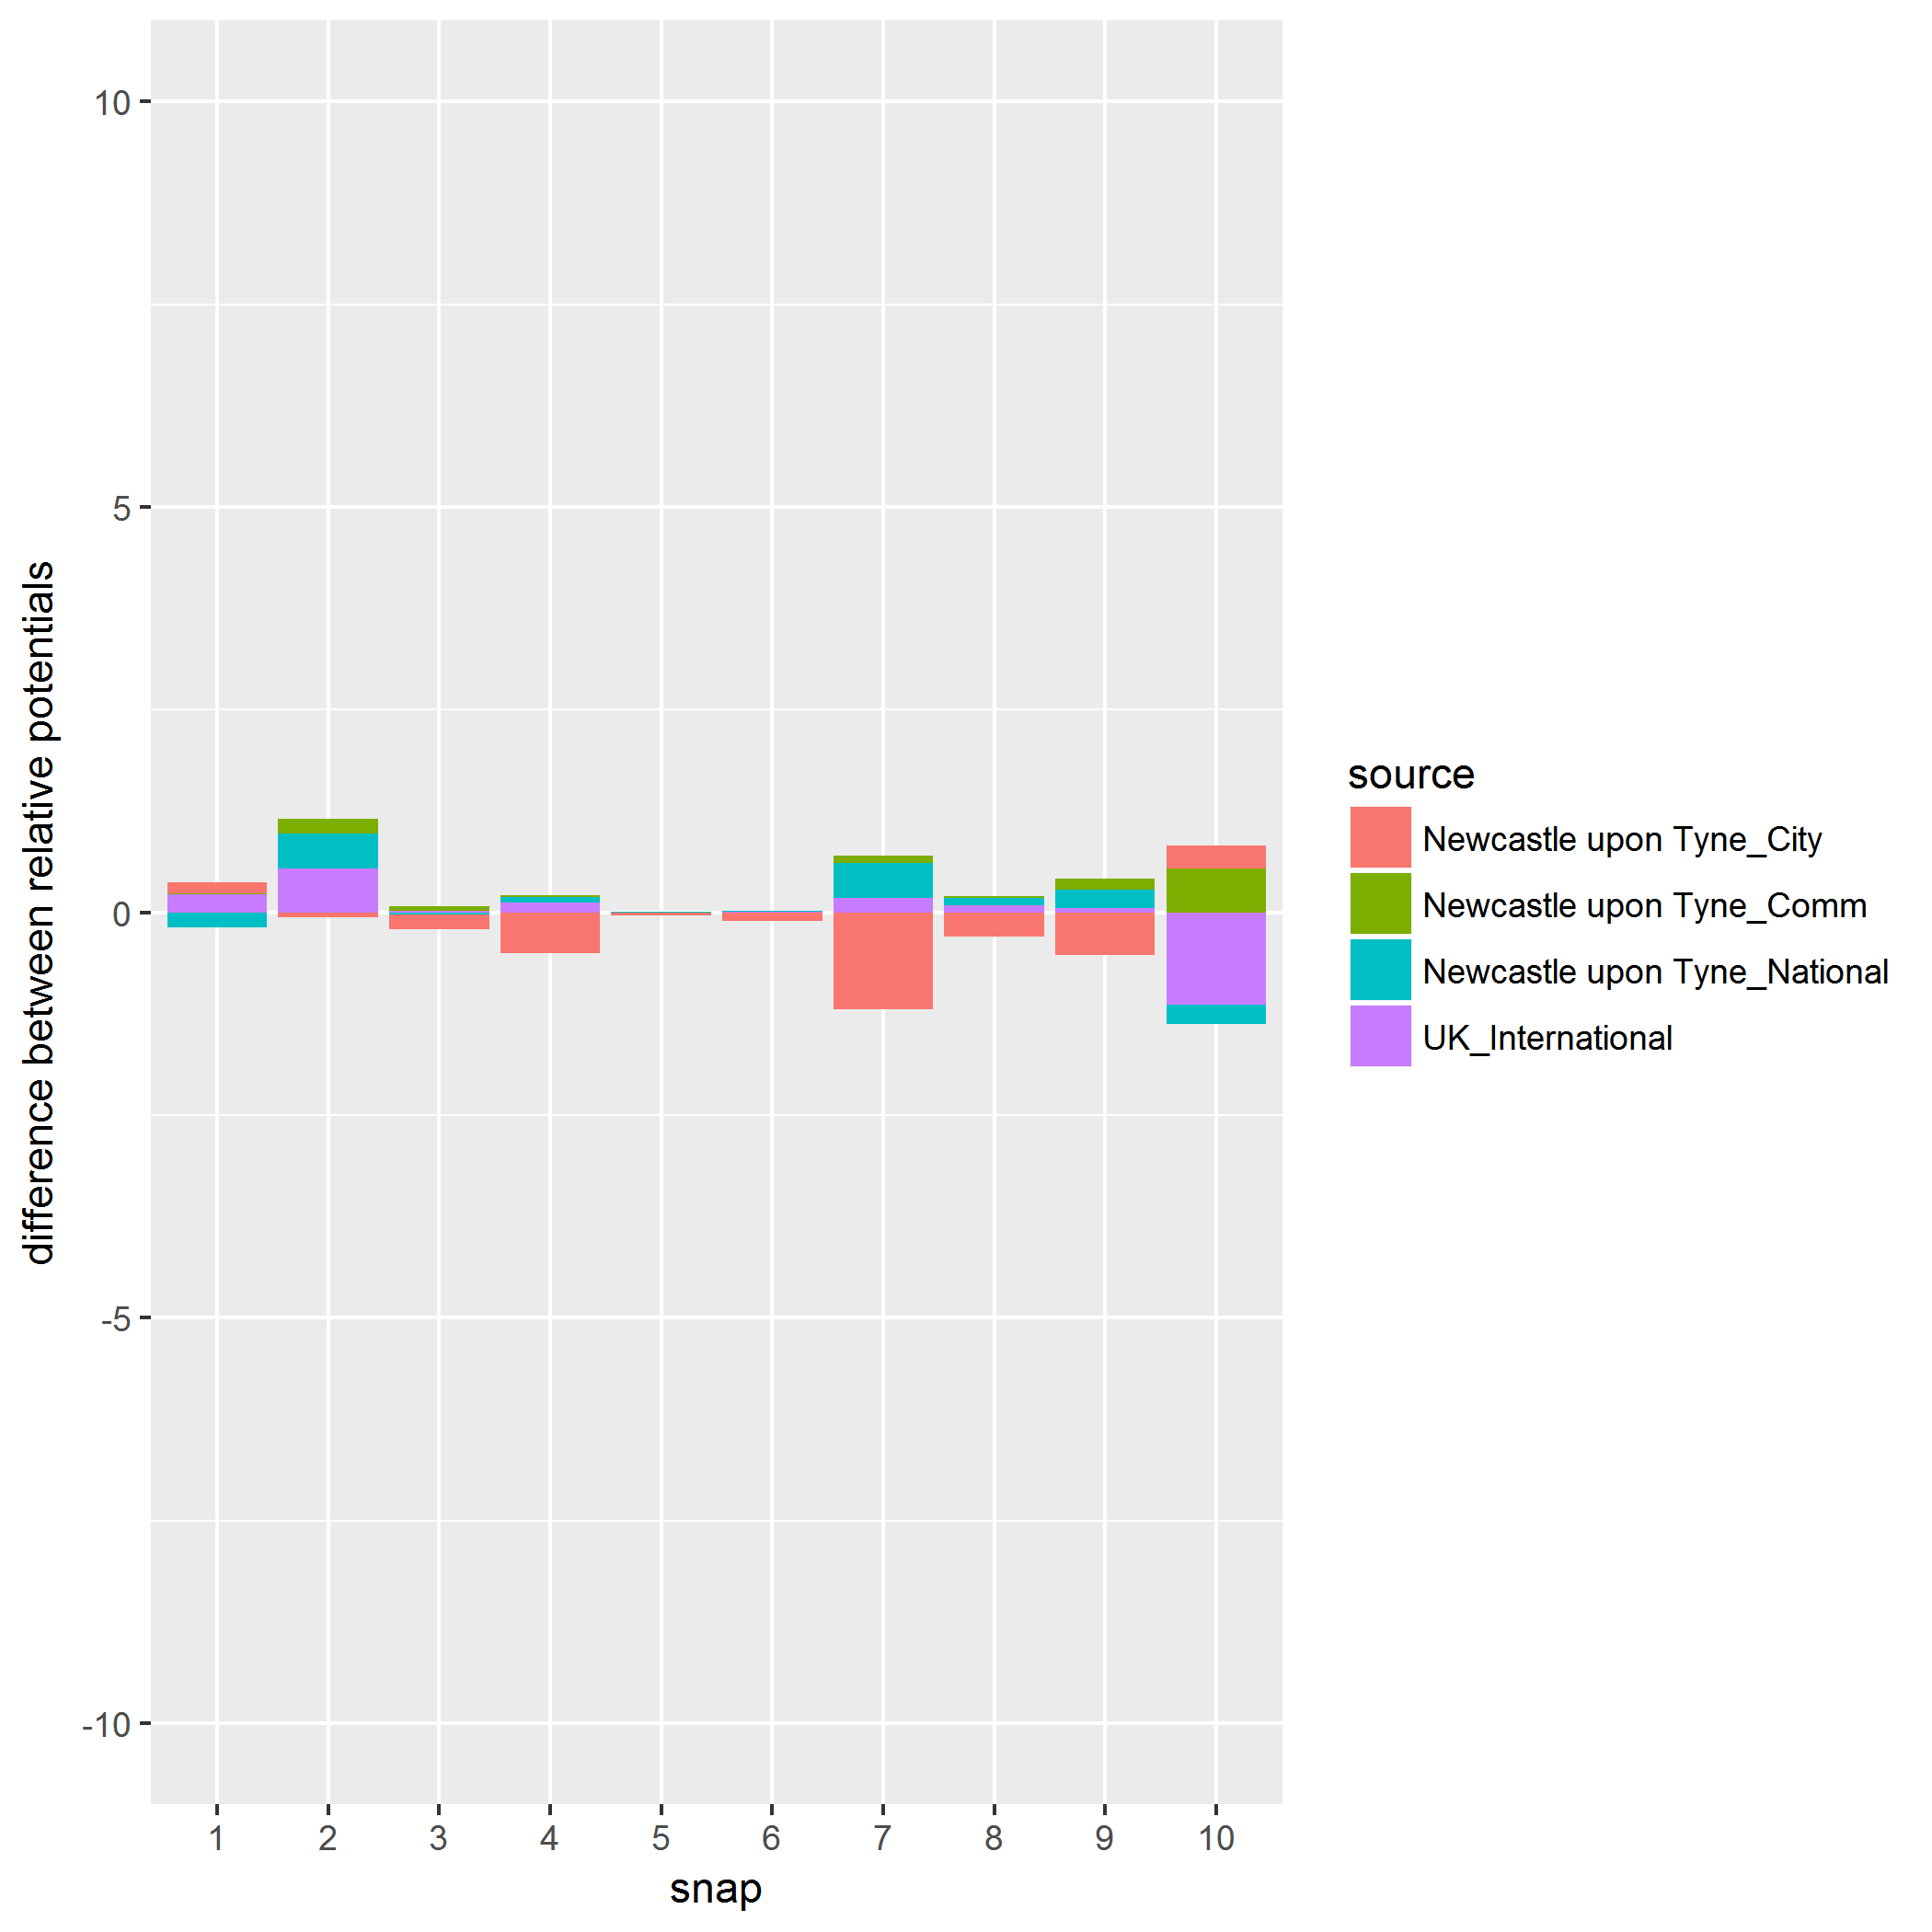 difference between relative potentials
10
5
0
-5
-10
1 2 3 4 5 6 7 8 9 10
snap
source
Newcastle upon Tyne_City
Newcastle upon Tyne_Comm
Newcastle upon Tyne_National
UK_International